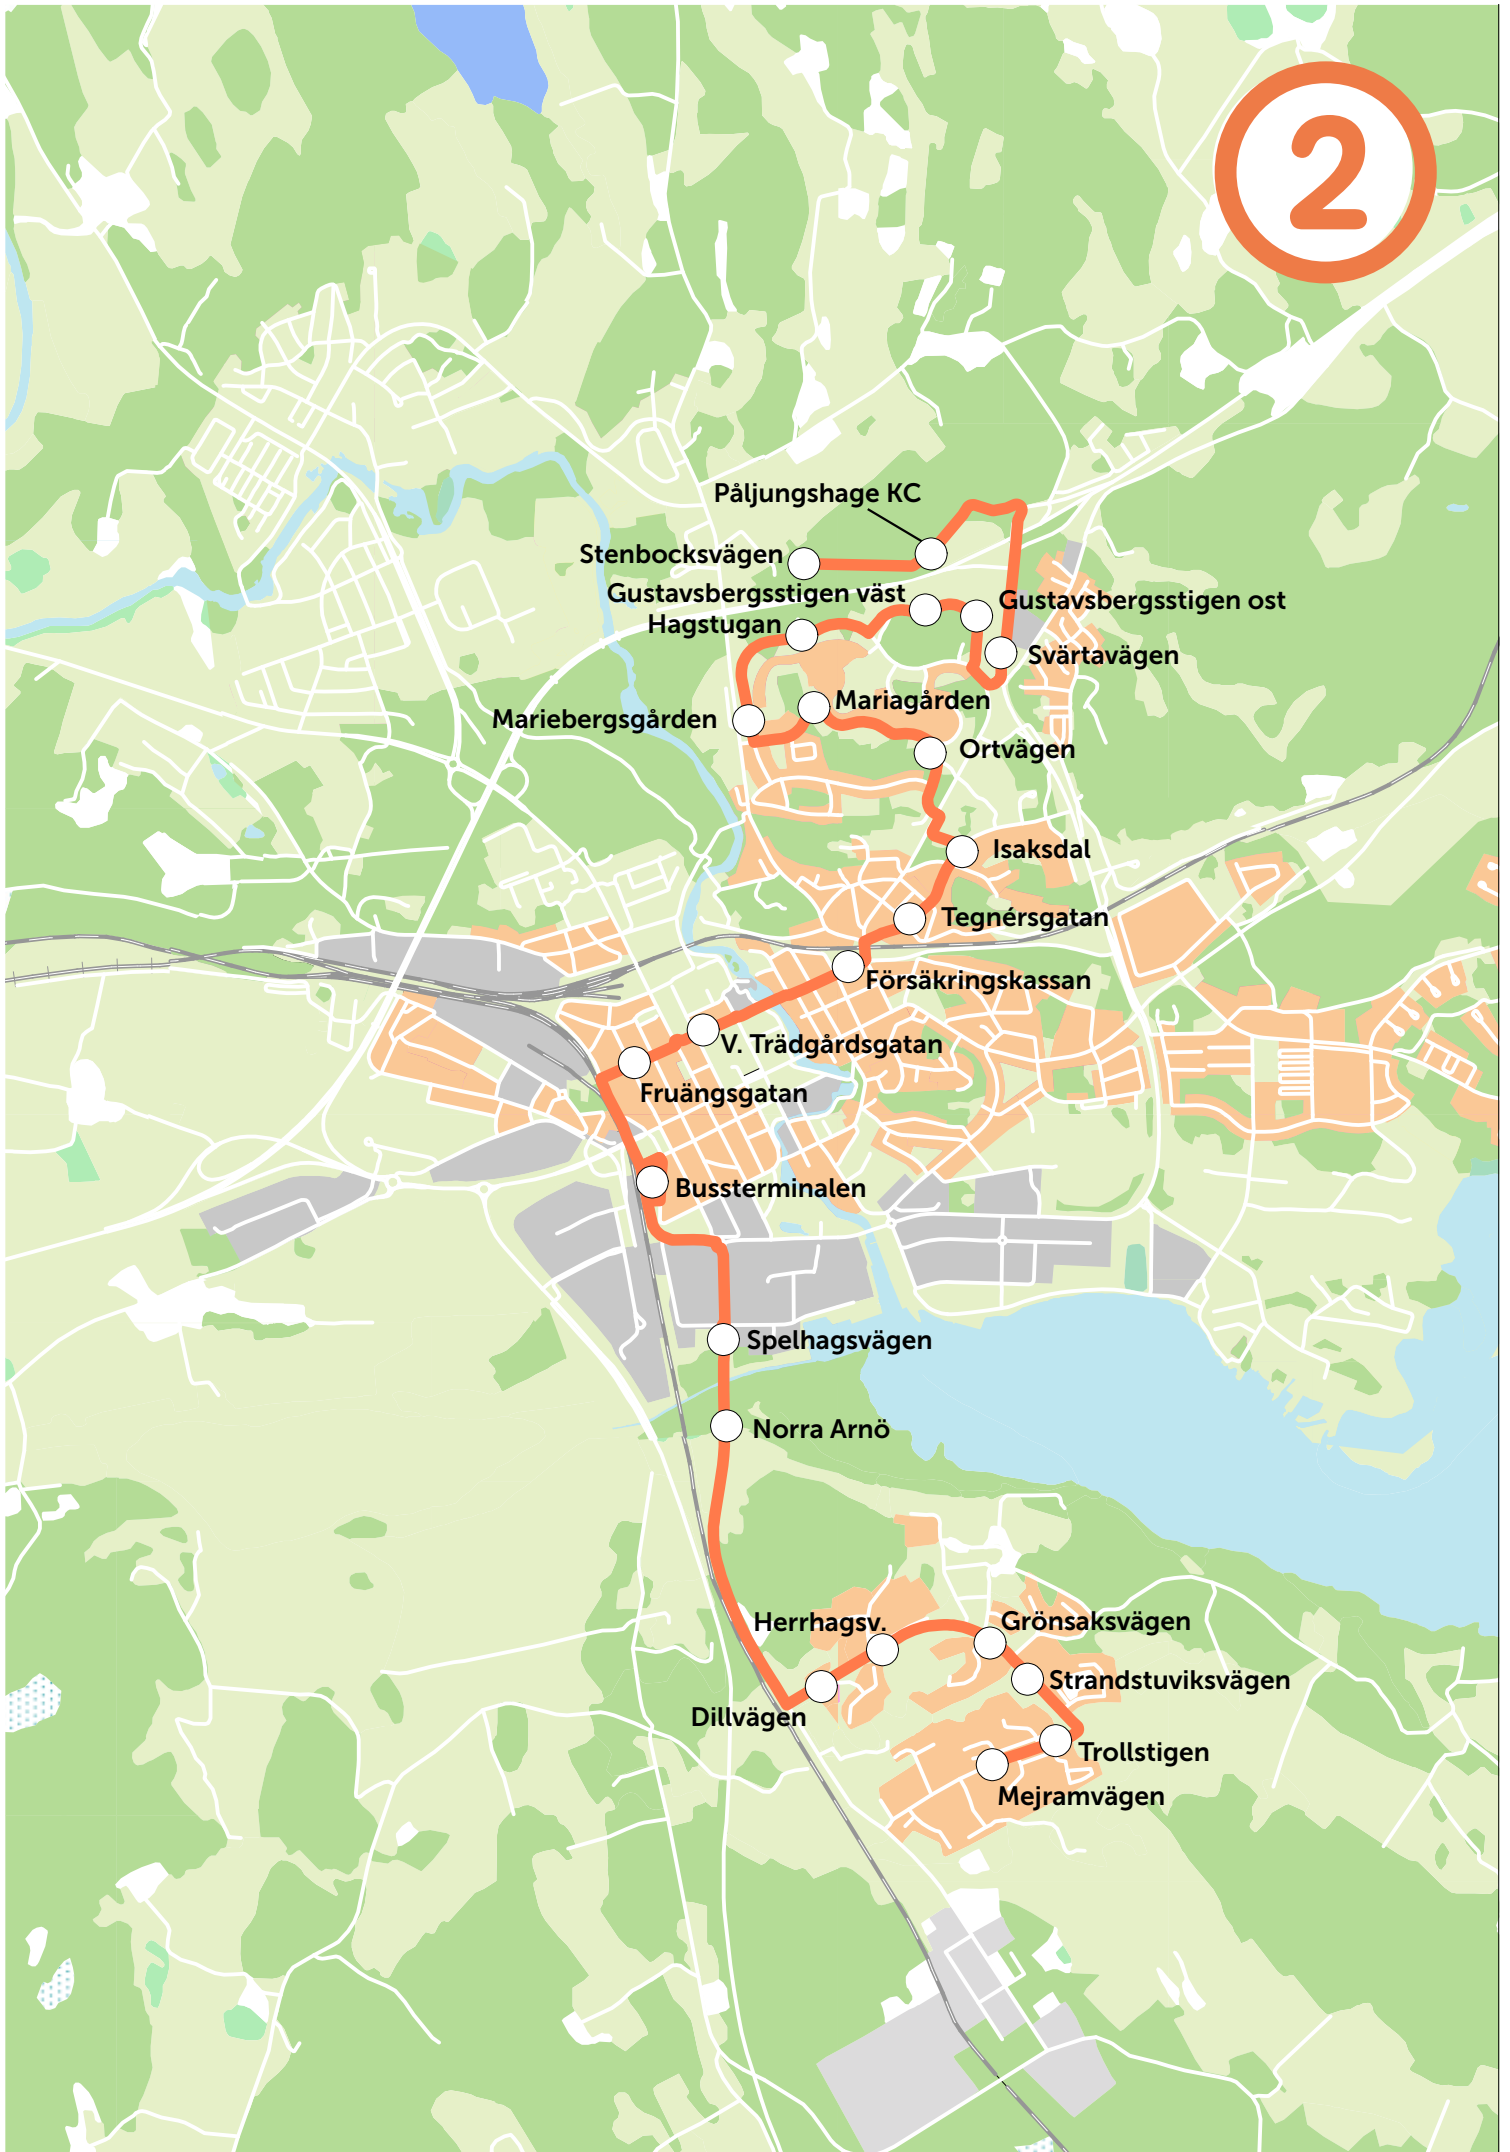 2
Påljungshage KC
Stenbocksvägen
Gustavsbergsstigen väst
Gustavsbergsstigen ost
Hagstugan
Svärtavägen
Mariagården
Mariebergsgården
Ortvägen
Isaksdal
Tegnérsgatan
Försäkringskassan
V. Trädgårdsgatan
Fruängsgatan
Bussterminalen
Spelhagsvägen
Norra Arnö
Herrhagsv.
Grönsaksvägen
Strandstuviksvägen
Dillvägen
Trollstigen
Mejramvägen